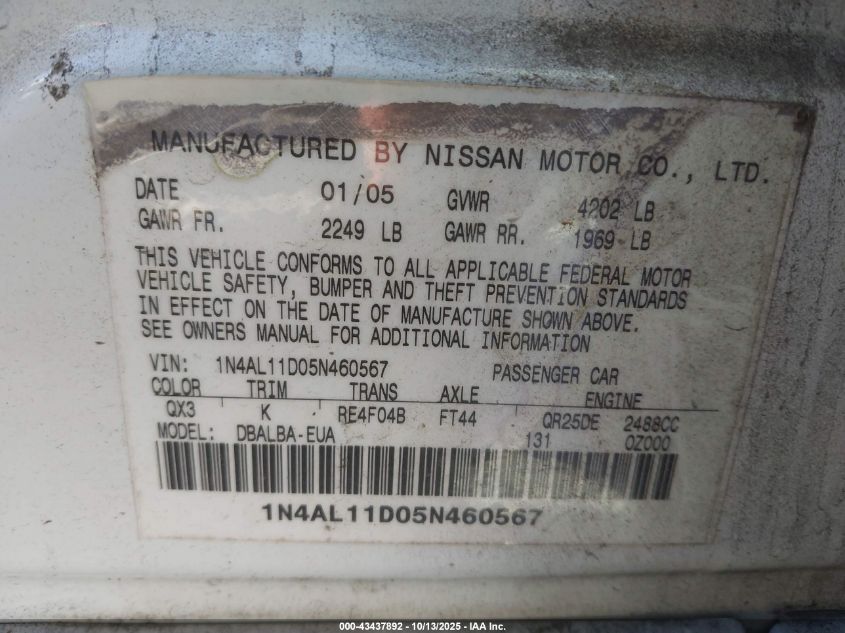 MANUFACTURED BY NISSAN MOTOR CO., LTD.
DATE 01/05 GVWR 4202 LB
GAWR FR. 2249 LB GAWR RR. 1969 LB
THIS VEHICLE CONFORMS TO ALL APPLICABLE FEDERAL MOTOR
VEHICLE SAFETY, BUMPER AND THEFT PREVENTION STANDARDS
IN EFFECT ON THE DATE OF MANUFACTURE SHOWN ABOVE.
SEE OWNERS MANUAL FOR ADDITIONAL INFORMATION
VIN: 1N4AL11D05N460567 PASSENGER CAR
COLOR TRIM TRANS AXLE ENGINE
QX3 K RE4F04B FT44 QR25DE 2488CC
MODEL: DBALBA-EUA 131 0Z000
1N4AL11D05N460567
000-43437892 - 10/13/2025 - IAA Inc.